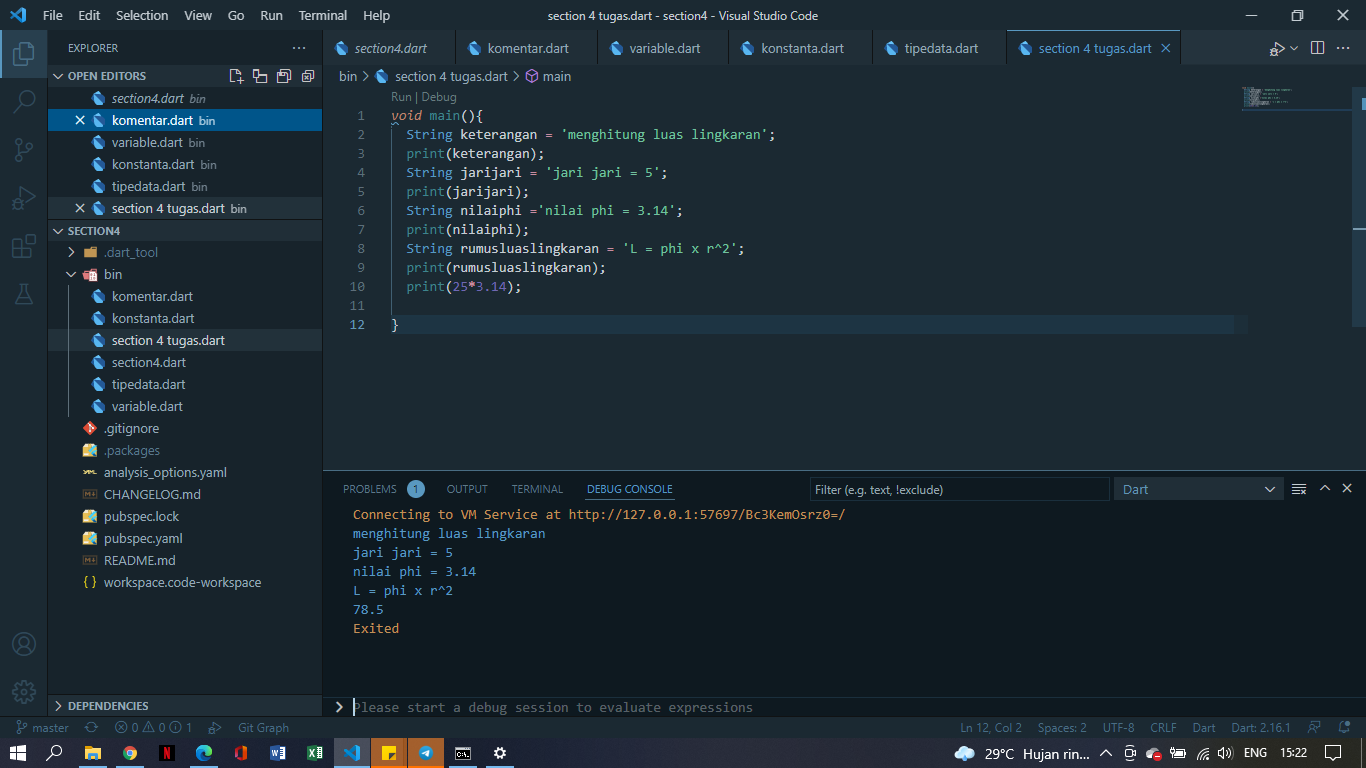 File Edit Selection View Go Run Terminal Help
section 4 tugas.dart - section4 - Visual Studio Code
EXPLORER
OPEN EDITORS
section4.dart bin
komentar.dart bin
variable.dart bin
konstanta.dart bin
tipedata.dart bin
section 4 tugas.dart bin
SECTION4
.dart_tool
bin
komentar.dart
konstanta.dart
section 4 tugas.dart
section4.dart
tipedata.dart
variable.dart
.gitignore
.packages
analysis_options.yaml
CHANGELOG.md
pubspec.lock
pubspec.yaml
README.md
workspace.code-workspace
DEPENDENCIES
section4.dart komentar.dart variable.dart konstanta.dart tipedata.dart section 4 tugas.dart
bin > section 4 tugas.dart > main
Run | Debug
1 void main(){
2 String keterangan = 'menghitung luas lingkaran';
3 print(keterangan);
4 String jarijari = 'jari jari = 5';
5 print(jarijari);
6 String nilaiphi ='nilai phi = 3.14';
7 print(nilaiphi);
8 String rumusluaslingkaran = 'L = phi x r^2';
9 print(rumusluaslingkaran);
10 print(25*3.14);
11
12 }
PROBLEMS 1 OUTPUT TERMINAL DEBUG CONSOLE Filter (e.g. text, !exclude) Dart
Connecting to VM Service at http://127.0.0.1:57697/Bc3KemOsrz0=/
menghitung luas lingkaran
jari jari = 5
nilai phi = 3.14
L = phi x r^2
78.5
Exited
Please start a debug session to evaluate expressions
master 0 0 1 Git Graph Ln 12, Col 2 Spaces: 2 UTF-8 CRLF Dart Dart: 2.16.1
29°C Hujan rin... ENG 15:22